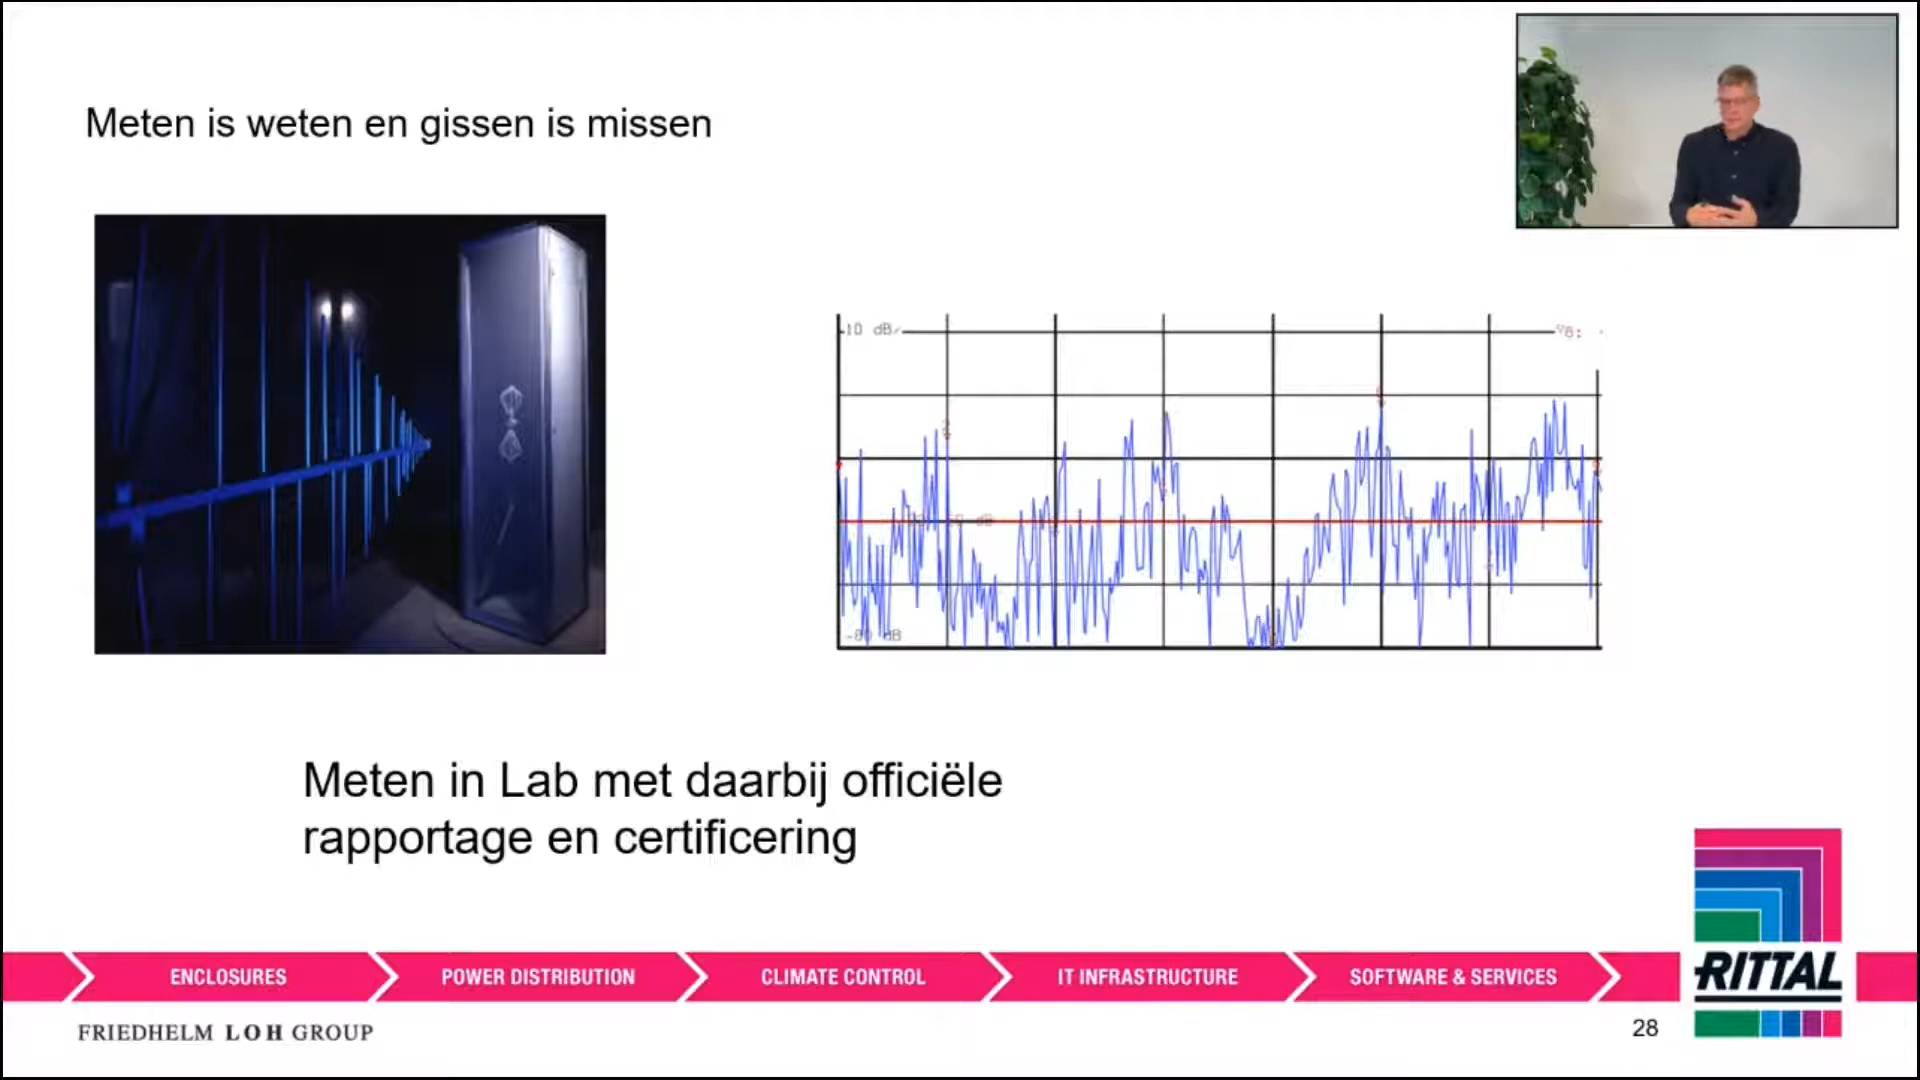 Meten is weten en gissen is missen
10 dB/
-80 dB
Meten in Lab met daarbij officiële
rapportage en certificering
ENCLOSURES
POWER DISTRIBUTION
CLIMATE CONTROL
IT INFRASTRUCTURE
SOFTWARE & SERVICES
RITTAL
FRIEDHELM LOH GROUP
28